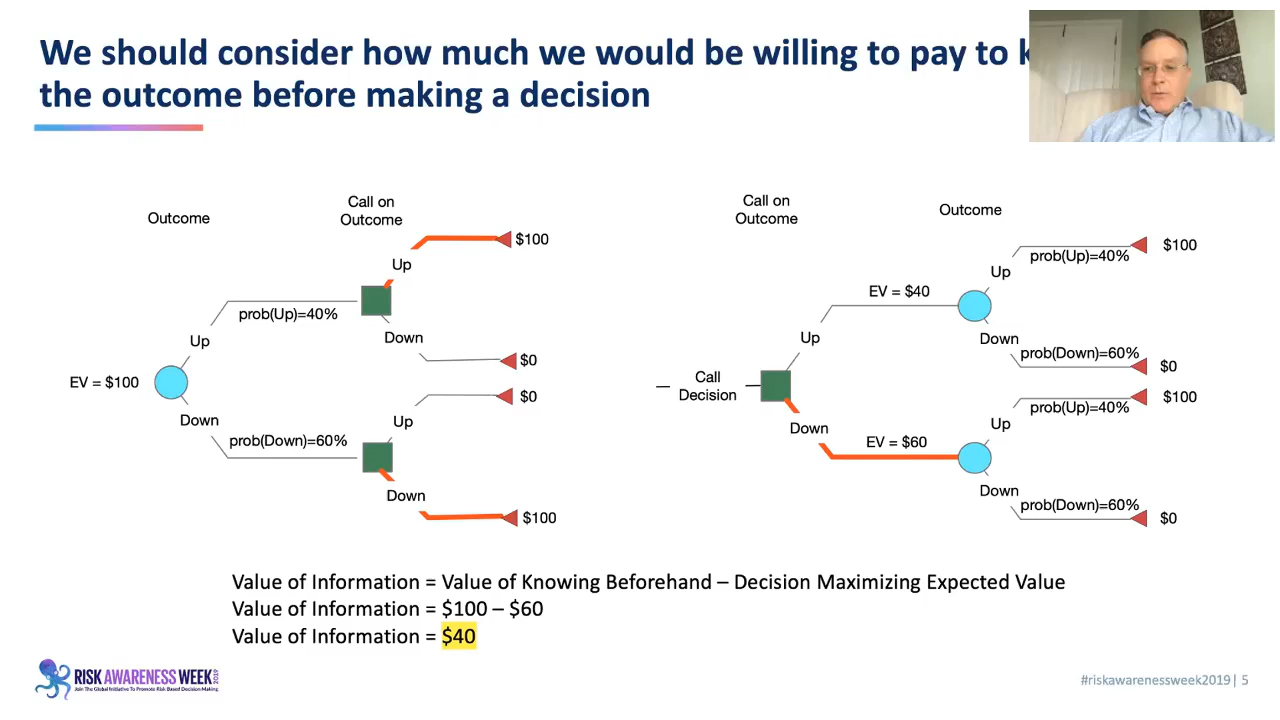 We should consider how much we would be willing to pay to k
the outcome before making a decision
Outcome
Call on
Outcome
Up
$100
prob(Up)=40%
Up
Down
$0
EV = $100
$0
Up
Down
prob(Down)=60%
Down
$100
Call on
Outcome
Outcome
$100
prob(Up)=40%
Up
EV = $40
Up
Down
prob(Down)=60%
$0
Call
Decision
$100
prob(Up)=40%
Up
Down
EV = $60
Down
prob(Down)=60%
$0
Value of Information = Value of Knowing Beforehand – Decision Maximizing Expected Value
Value of Information = $100 – $60
Value of Information = $40
RISK AWARENESS WEEK 2019
Join The Global Initiative To Promote Risk Based Decision Making
#riskawarenessweek2019 | 5